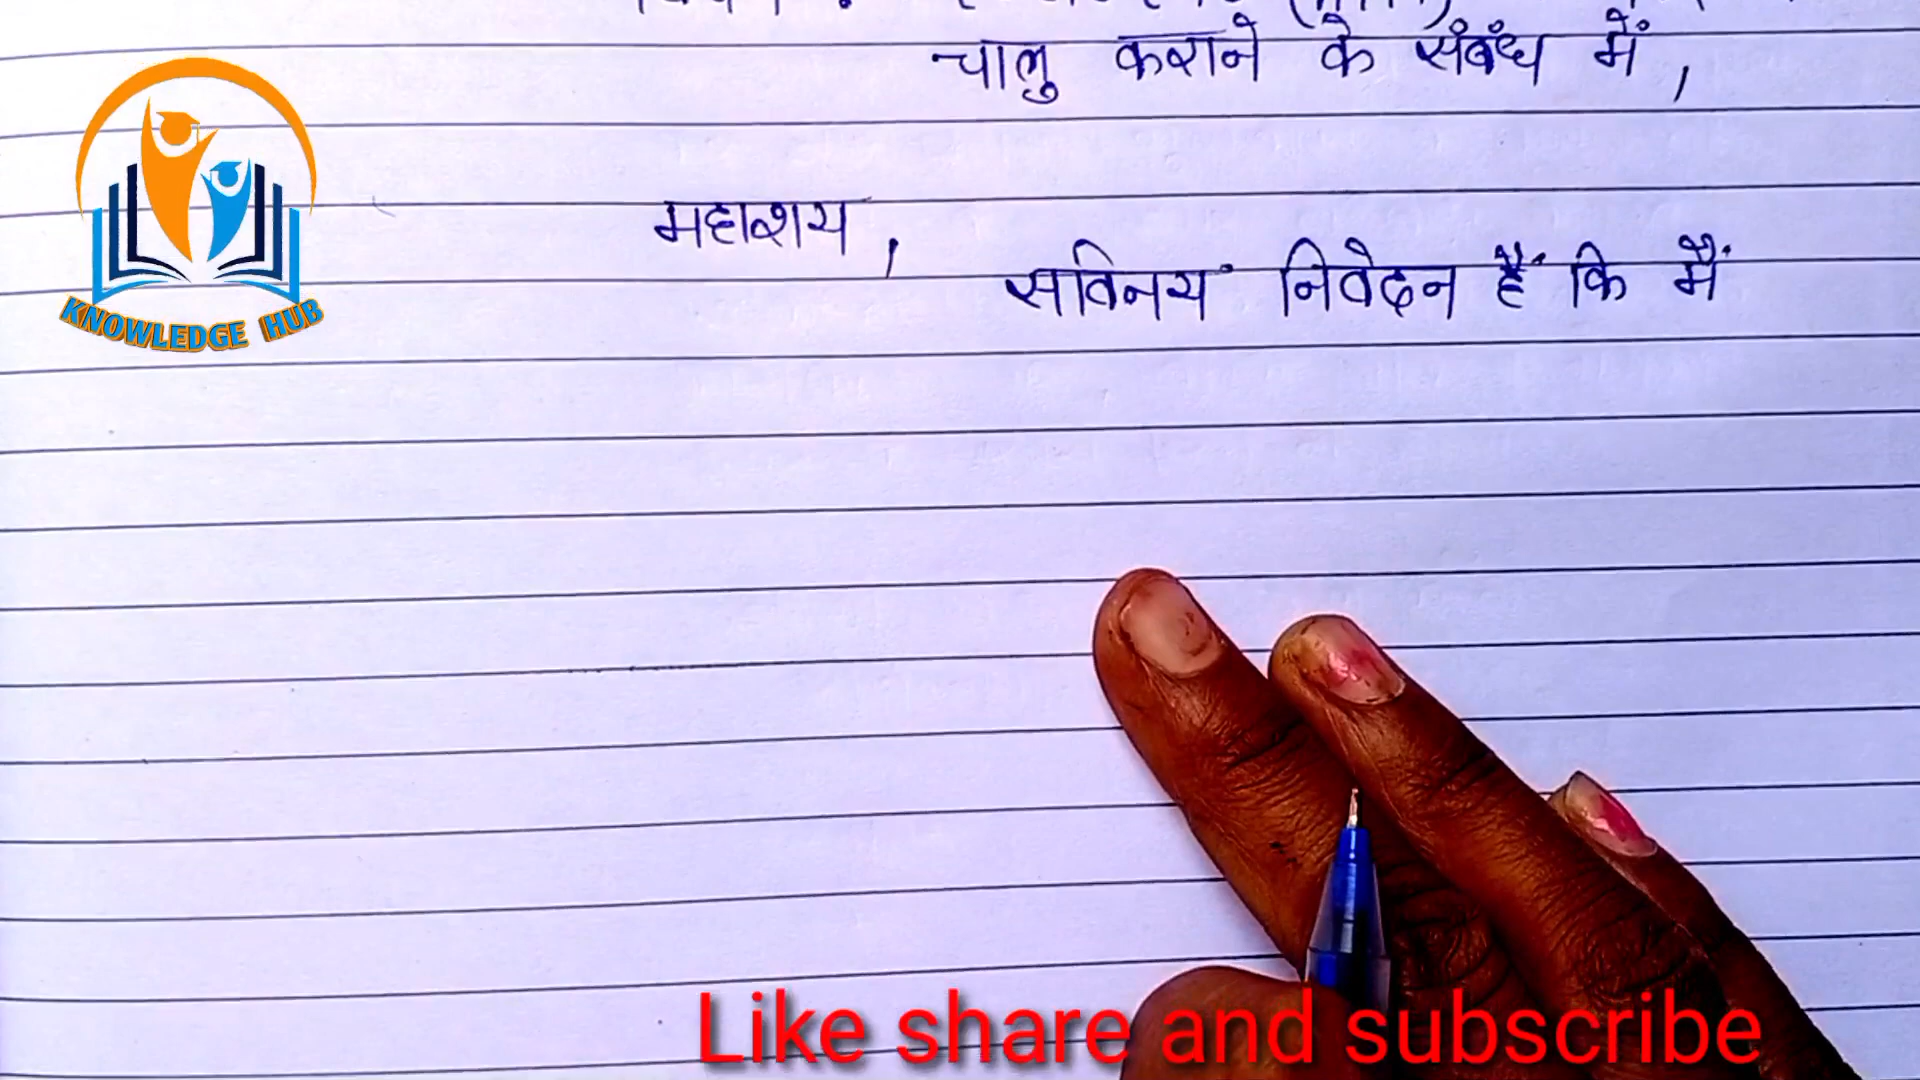 चालु कराने के संबंध में,
महाशय,
सविनय निवेदन हैं कि मैं
KNOWLEDGE HUB
Like share and subscribe